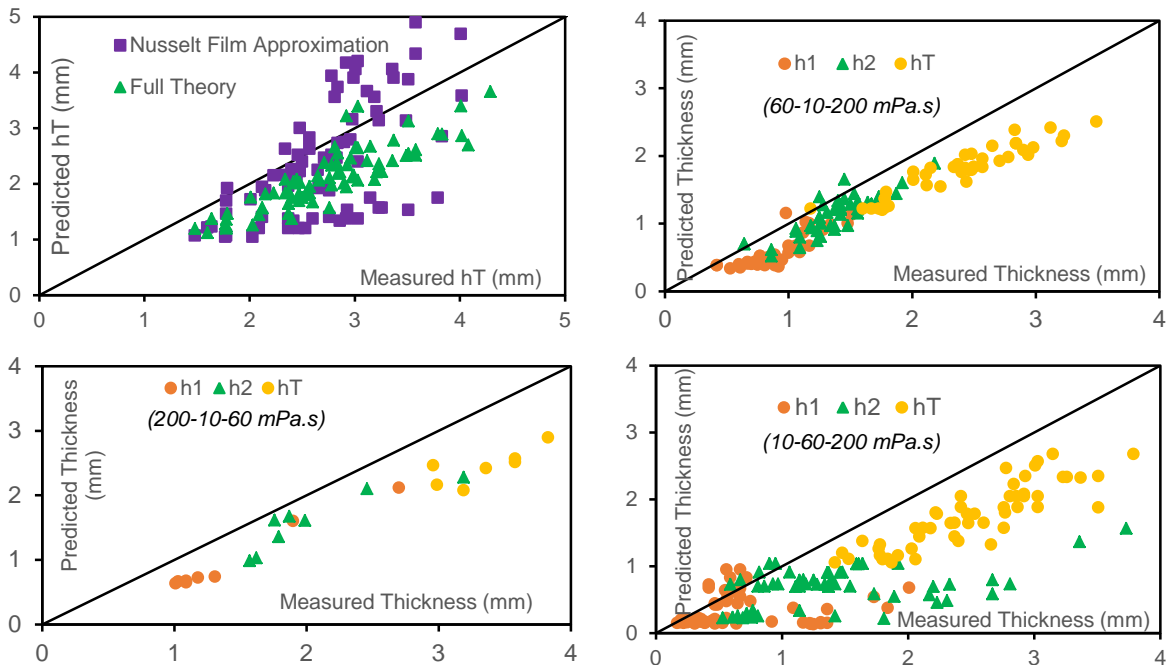 5
4
3
2
1
0
Predicted hT (mm)
Nusselt Film Approximation
Full Theory
Measured hT (mm)
0 1 2 3 4 5
4
3
2
1
0
Predicted Thickness (mm)
h1 h2 hT
(60-10-200 mPa.s)
Measured Thickness (mm)
0 1 2 3 4
4
3
2
1
0
Predicted Thickness
(mm)
h1 h2 hT
(200-10-60 mPa.s)
Measured Thickness (mm)
0 1 2 3 4
4
3
2
1
0
Predicted Thickness (mm)
h1 h2 hT
(10-60-200 mPa.s)
Measured Thickness (mm)
0 1 2 3 4